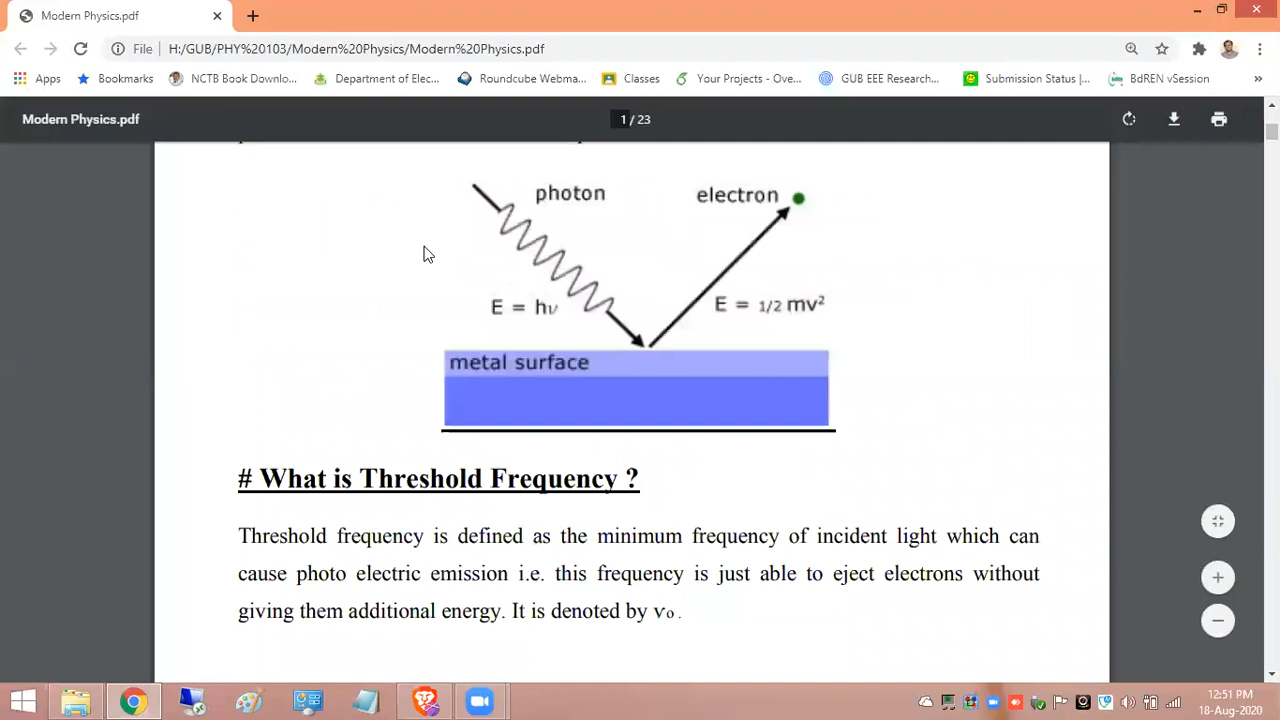 Modern Physics.pdf
File H:/GUB/PHY%20103/Modern%20Physics/Modern%20Physics.pdf
Apps Bookmarks NCTB Book Downlo... Department of Elec... Roundcube Webma... Classes Your Projects - Ove... GUB EEE Research... Submission Status |... BdREN vSession
Modern Physics.pdf 1 / 23
photon electron
E = hν E = 1/2 mv²
metal surface
# What is Threshold Frequency ?
Threshold frequency is defined as the minimum frequency of incident light which can
cause photo electric emission i.e. this frequency is just able to eject electrons without
giving them additional energy. It is denoted by ν₀ .
12:51 PM
18-Aug-2020